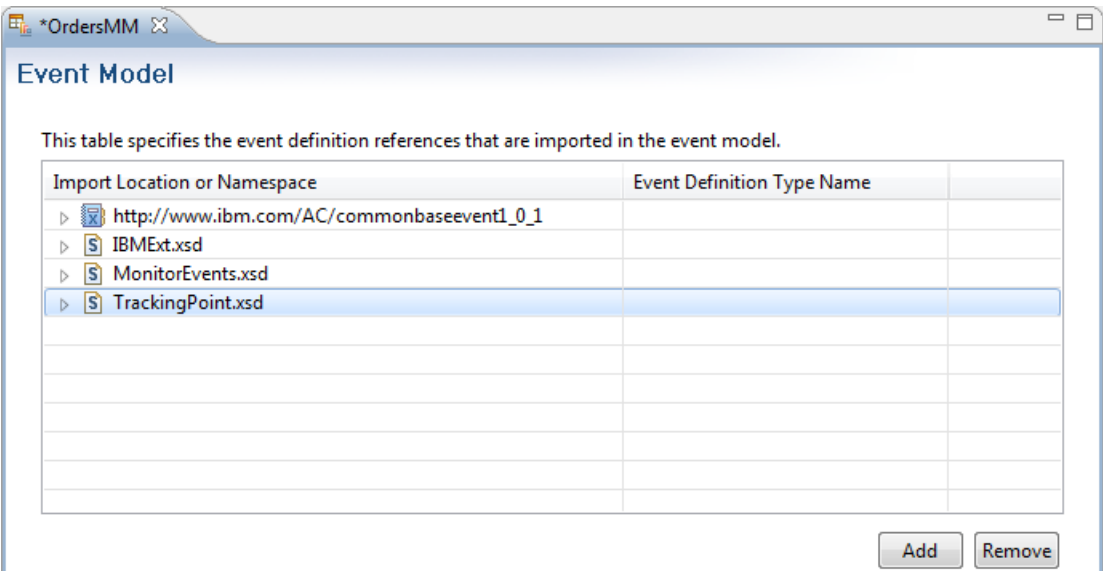 *OrdersMM
Event Model
This table specifies the event definition references that are imported in the event model.
Import Location or Namespace Event Definition Type Name
http://www.ibm.com/AC/commonbaseevent1_0_1
IBMExt.xsd
MonitorEvents.xsd
TrackingPoint.xsd
Add Remove